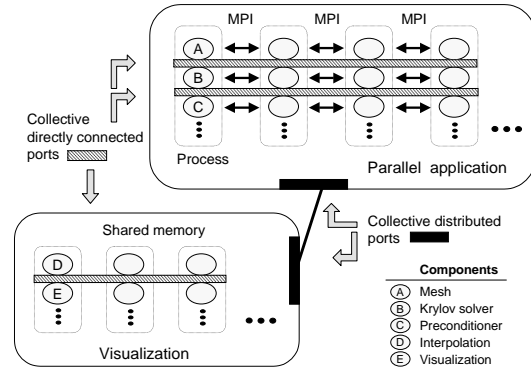 MPI MPI MPI
A
B
C
Collective
directly connected
ports
Process
Parallel application
Shared memory
Collective distributed
ports
D
E
Visualization
Components
A Mesh
B Krylov solver
C Preconditioner
D Interpolation
E Visualization